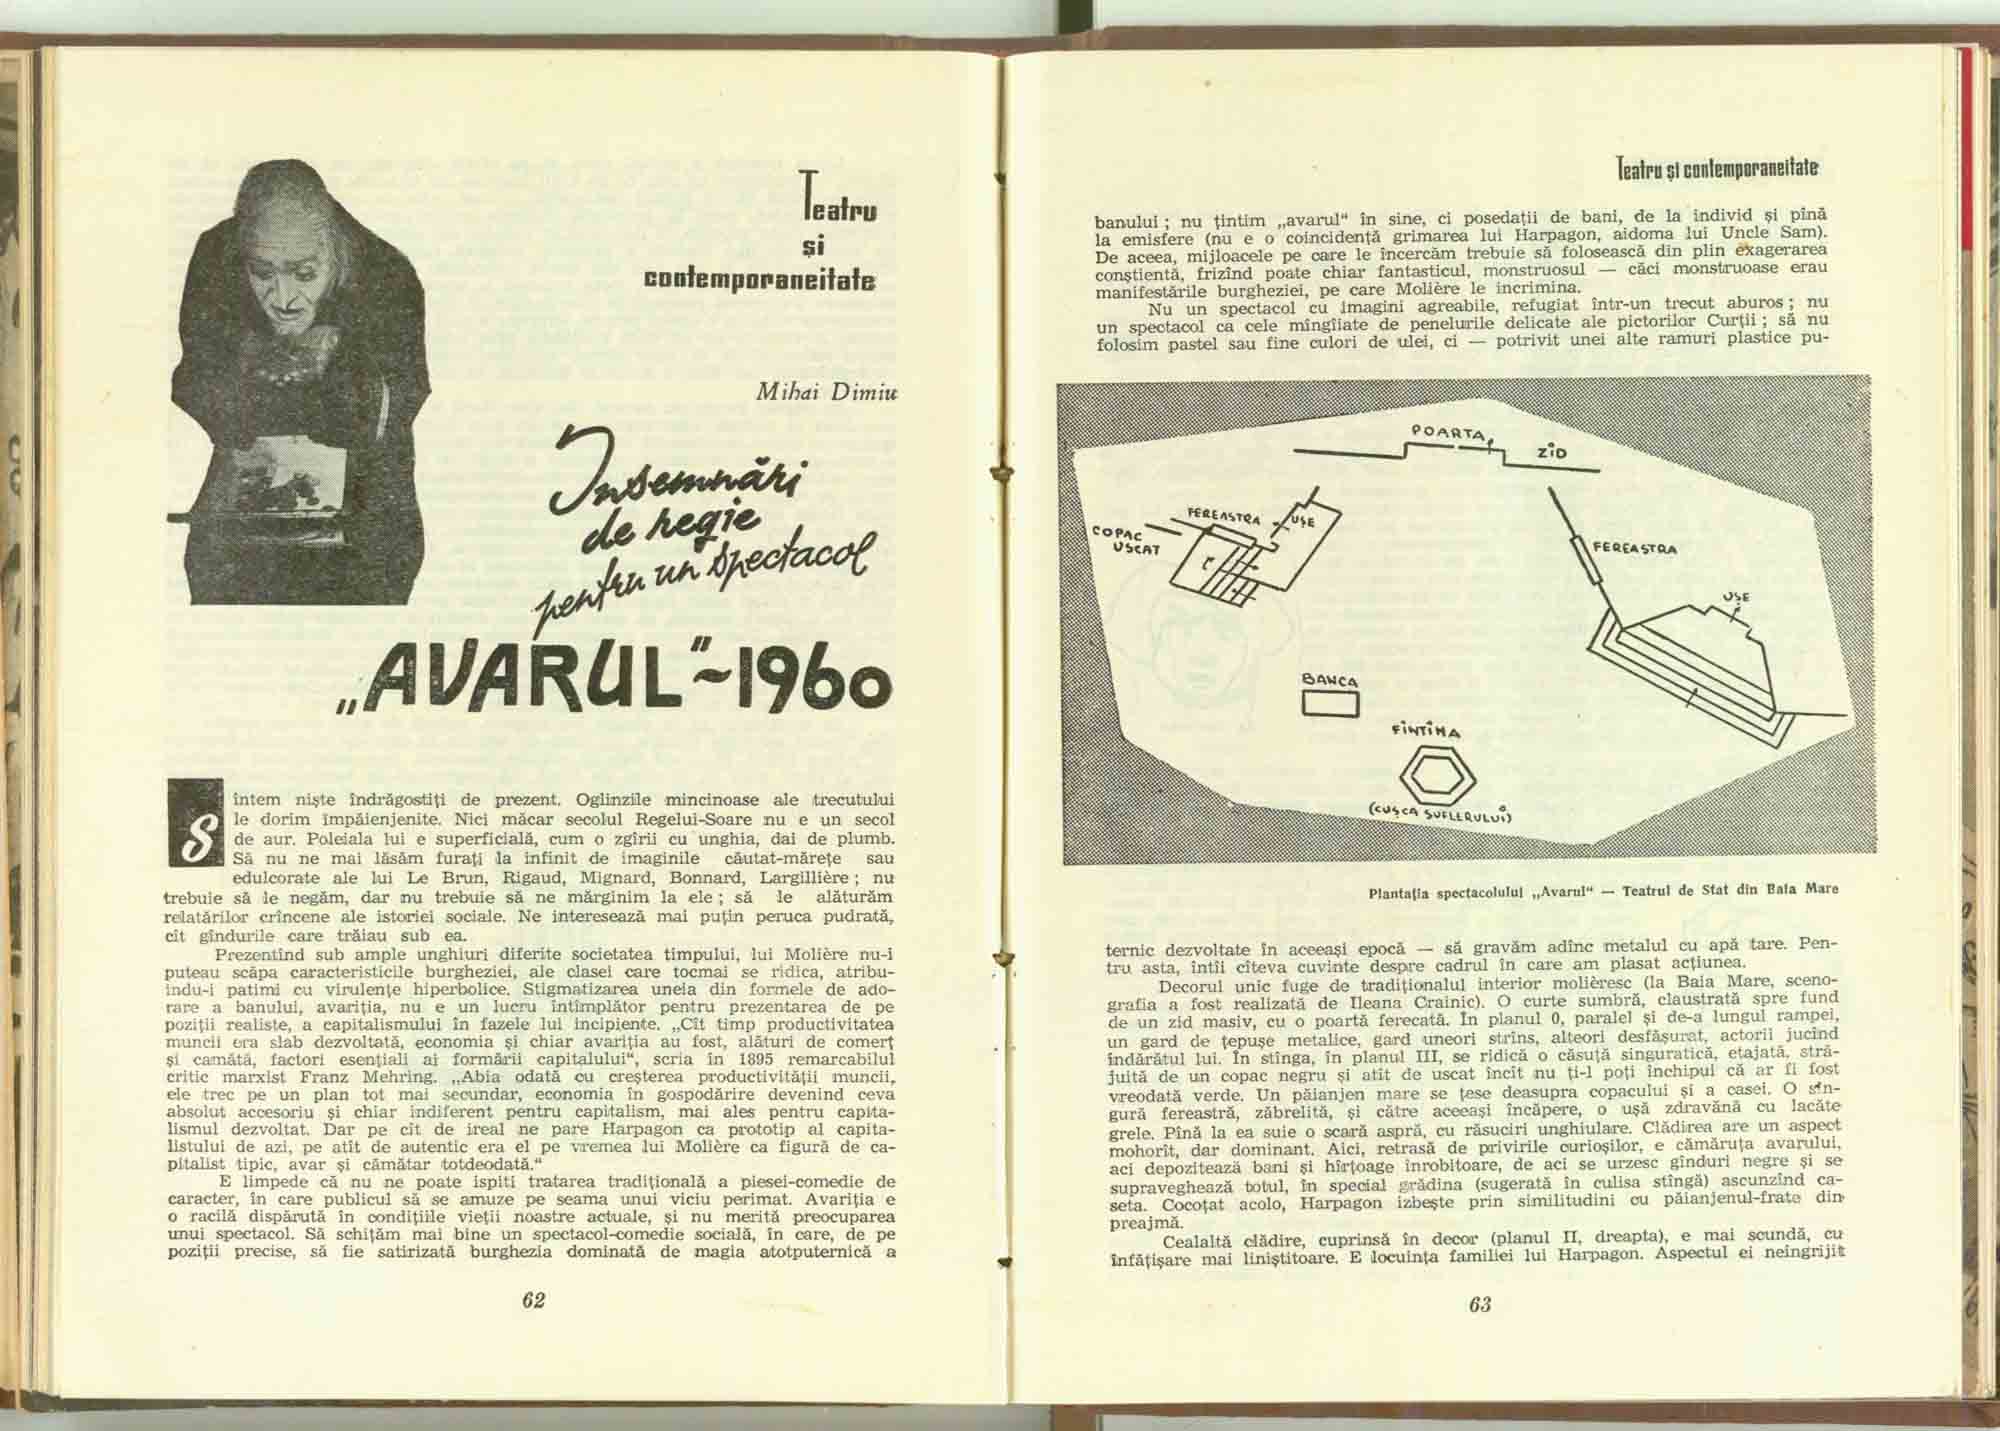 Teatru
și
contemporaneitate
Mihai Dimiu
Însemnări
de regie
pentru un spectacol
„AVARUL"~1960
Sîntem niște îndrăgostiți de prezent. Oglinzile mincinoase ale trecutului
le dorim împăienjenite. Nici măcar secolul Regelui-Soare nu e un secol
de aur. Poleiala lui e superficială, cum o zgîrii cu unghia, dai de plumb.
Să nu ne mai lăsăm furați la infinit de imaginile căutat-mărețe sau
edulcorate ale lui Le Brun, Rigaud, Mignard, Bonnard, Largillière ; nu
trebuie să le negăm, dar nu trebuie să ne mărginim la ele ; să le alăturăm
relatărilor crîncene ale istoriei sociale. Ne interesează mai puțin peruca pudrată,
cît gîndurile care trăiau sub ea.
Prezentînd sub ample unghiuri diferite societatea timpului, lui Molière nu-i
puteau scăpa caracteristicile burgheziei, ale clasei care tocmai se ridica, atribu-
indu-i patimi cu virulențe hiperbolice. Stigmatizarea uneia din formele de ado-
rare a banului, avariția, nu e un lucru întîmplător pentru prezentarea de pe
poziții realiste, a capitalismului în fazele lui incipiente. „Cît timp productivitatea
muncii era slab dezvoltată, economia și chiar avariția au fost, alături de comerț
și camătă, factori esențiali ai formării capitalului“, scria în 1895 remarcabilul
critic marxist Franz Mehring. „Abia odată cu creșterea productivității muncii,
ele trec pe un plan tot mai secundar, economia în gospodărire devenind ceva
absolut accesoriu și chiar indiferent pentru capitalism, mai ales pentru capita-
lismul dezvoltat. Dar pe cît de ireal ne pare Harpagon ca prototip al capita-
listului de azi, pe atît de autentic era el pe vremea lui Molière ca figură de ca-
pitalist tipic, avar și cămătar totdeodată.“
E limpede că nu ne poate ispiti tratarea tradițională a piesei-comedie de
caracter, în care publicul să se amuze pe seama unui viciu perimat. Avariția e
o racilă dispărută în condițiile vieții noastre actuale, și nu merită preocuparea
unui spectacol. Să schițăm mai bine un spectacol-comedie socială, în care, de pe
poziții precise, să fie satirizată burghezia dominată de magia atotputernică a
62
Teatru și contemporaneitate
banului ; nu țintim „avarul“ în sine, ci posedații de bani, de la individ și pînă
la emisfere (nu e o coincidență grimarea lui Harpagon, aidoma lui Uncle Sam).
De aceea, mijloacele pe care le încercăm trebuie să folosească din plin exagerarea
conștientă, frizînd poate chiar fantasticul, monstruosul — căci monstruoase erau
manifestările burgheziei, pe care Molière le incrimina.
Nu un spectacol cu imagini agreabile, refugiat într-un trecut aburos ; nu
un spectacol ca cele mîngîiate de penelurile delicate ale pictorilor Curții ; să nu
folosim pastel sau fine culori de ulei, ci — potrivit unei alte ramuri plastice pu-
POARTA
ZID
FEREASTRA
UȘE
COPAC
USCAT
FEREASTRA
UȘE
BANCA
FÎNTÎNA
(CUȘCA SUFLERULUI)
Plantația spectacolului „Avarul“ — Teatrul de Stat din Baia Mare
ternic dezvoltate în aceeași epocă — să gravăm adînc metalul cu apă tare. Pen-
tru asta, întîi cîteva cuvinte despre cadrul în care am plasat acțiunea.
Decorul unic fuge de tradiționalul interior molièresc (la Baia Mare, sceno-
grafia a fost realizată de Ileana Crainic). O curte sumbră, claustrată spre fund
de un zid masiv, cu o poartă ferecată. În planul 0, paralel și de-a lungul rampei,
un gard de țepușe metalice, gard uneori strîns, alteori desfășurat, actorii jucînd
îndărătul lui. În stînga, în planul III, se ridică o căsuță singuratică, etajată, stră-
juită de un copac negru și atît de uscat încît nu ți-l poți închipui că ar fi fost
vreodată verde. Un păianjen mare se țese deasupra copacului și a casei. O sin-
gură fereastră, zăbrelită, și către aceeași încăpere, o ușă zdravănă cu lacăte
grele. Pînă la ea suie o scară aspră, cu răsuciri unghiulare. Clădirea are un aspect
mohorît, dar dominant. Aici, retrasă de privirile curioșilor, e cămăruța avarului,
aci depozitează bani și hîrțoage înrobitoare, de aci se urzesc gînduri negre și se
supraveghează totul, în special grădina (sugerată în culisa stîngă) ascunzînd ca-
seta. Cocoțat acolo, Harpagon izbește prin similitudini cu păianjenul-frate din
preajmă.
Cealaltă clădire, cuprinsă în decor (planul II, dreapta), e mai scundă, cu
înfățișare mai liniștitoare. E locuința familiei lui Harpagon. Aspectul ei neîngrijit
63